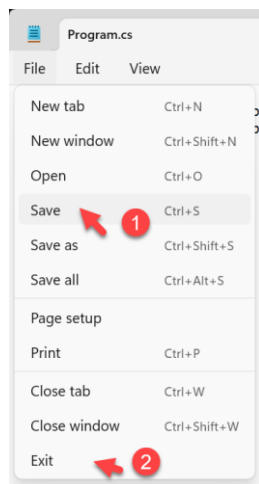 Program.cs
File Edit View
New tab Ctrl+N
New window Ctrl+Shift+N
Open Ctrl+O
Save 1 Ctrl+S
Save as Ctrl+Shift+S
Save all Ctrl+Alt+S
Page setup
Print Ctrl+P
Close tab Ctrl+W
Close window Ctrl+Shift+W
Exit 2